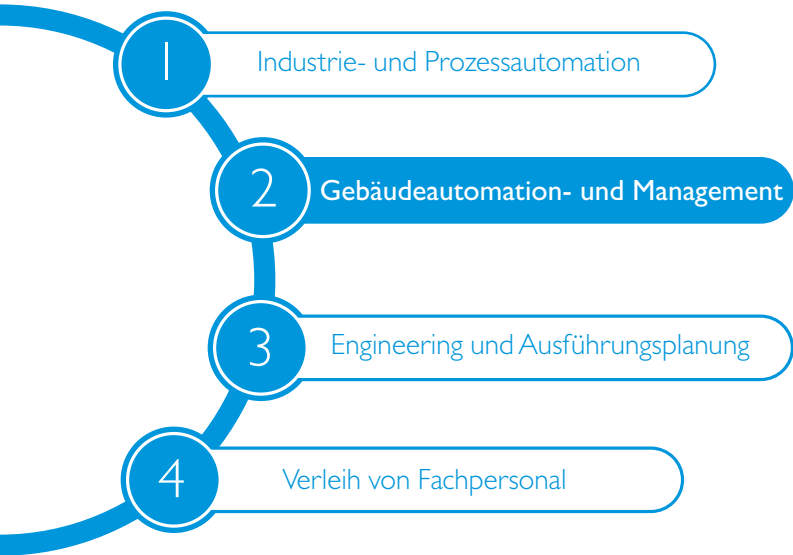 1 Industrie- und Prozessautomation
2 Gebäudeautomation- und Management
3 Engineering und Ausführungsplanung
4 Verleih von Fachpersonal